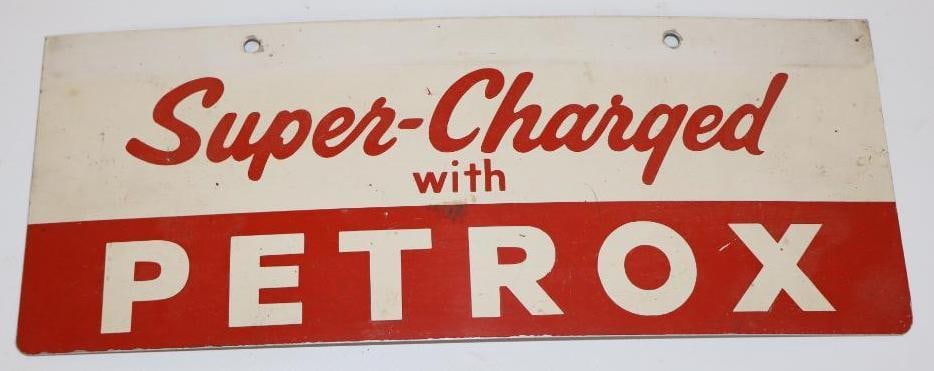 Super-Charged
with
PETROX